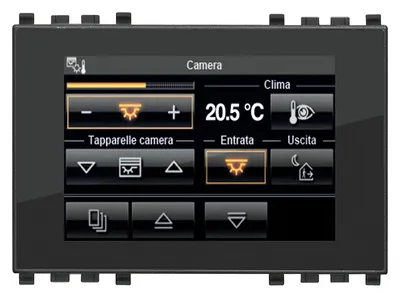 Camera
Clima
− +
20.5 °C
Tapparelle camera
Entrata
Uscita